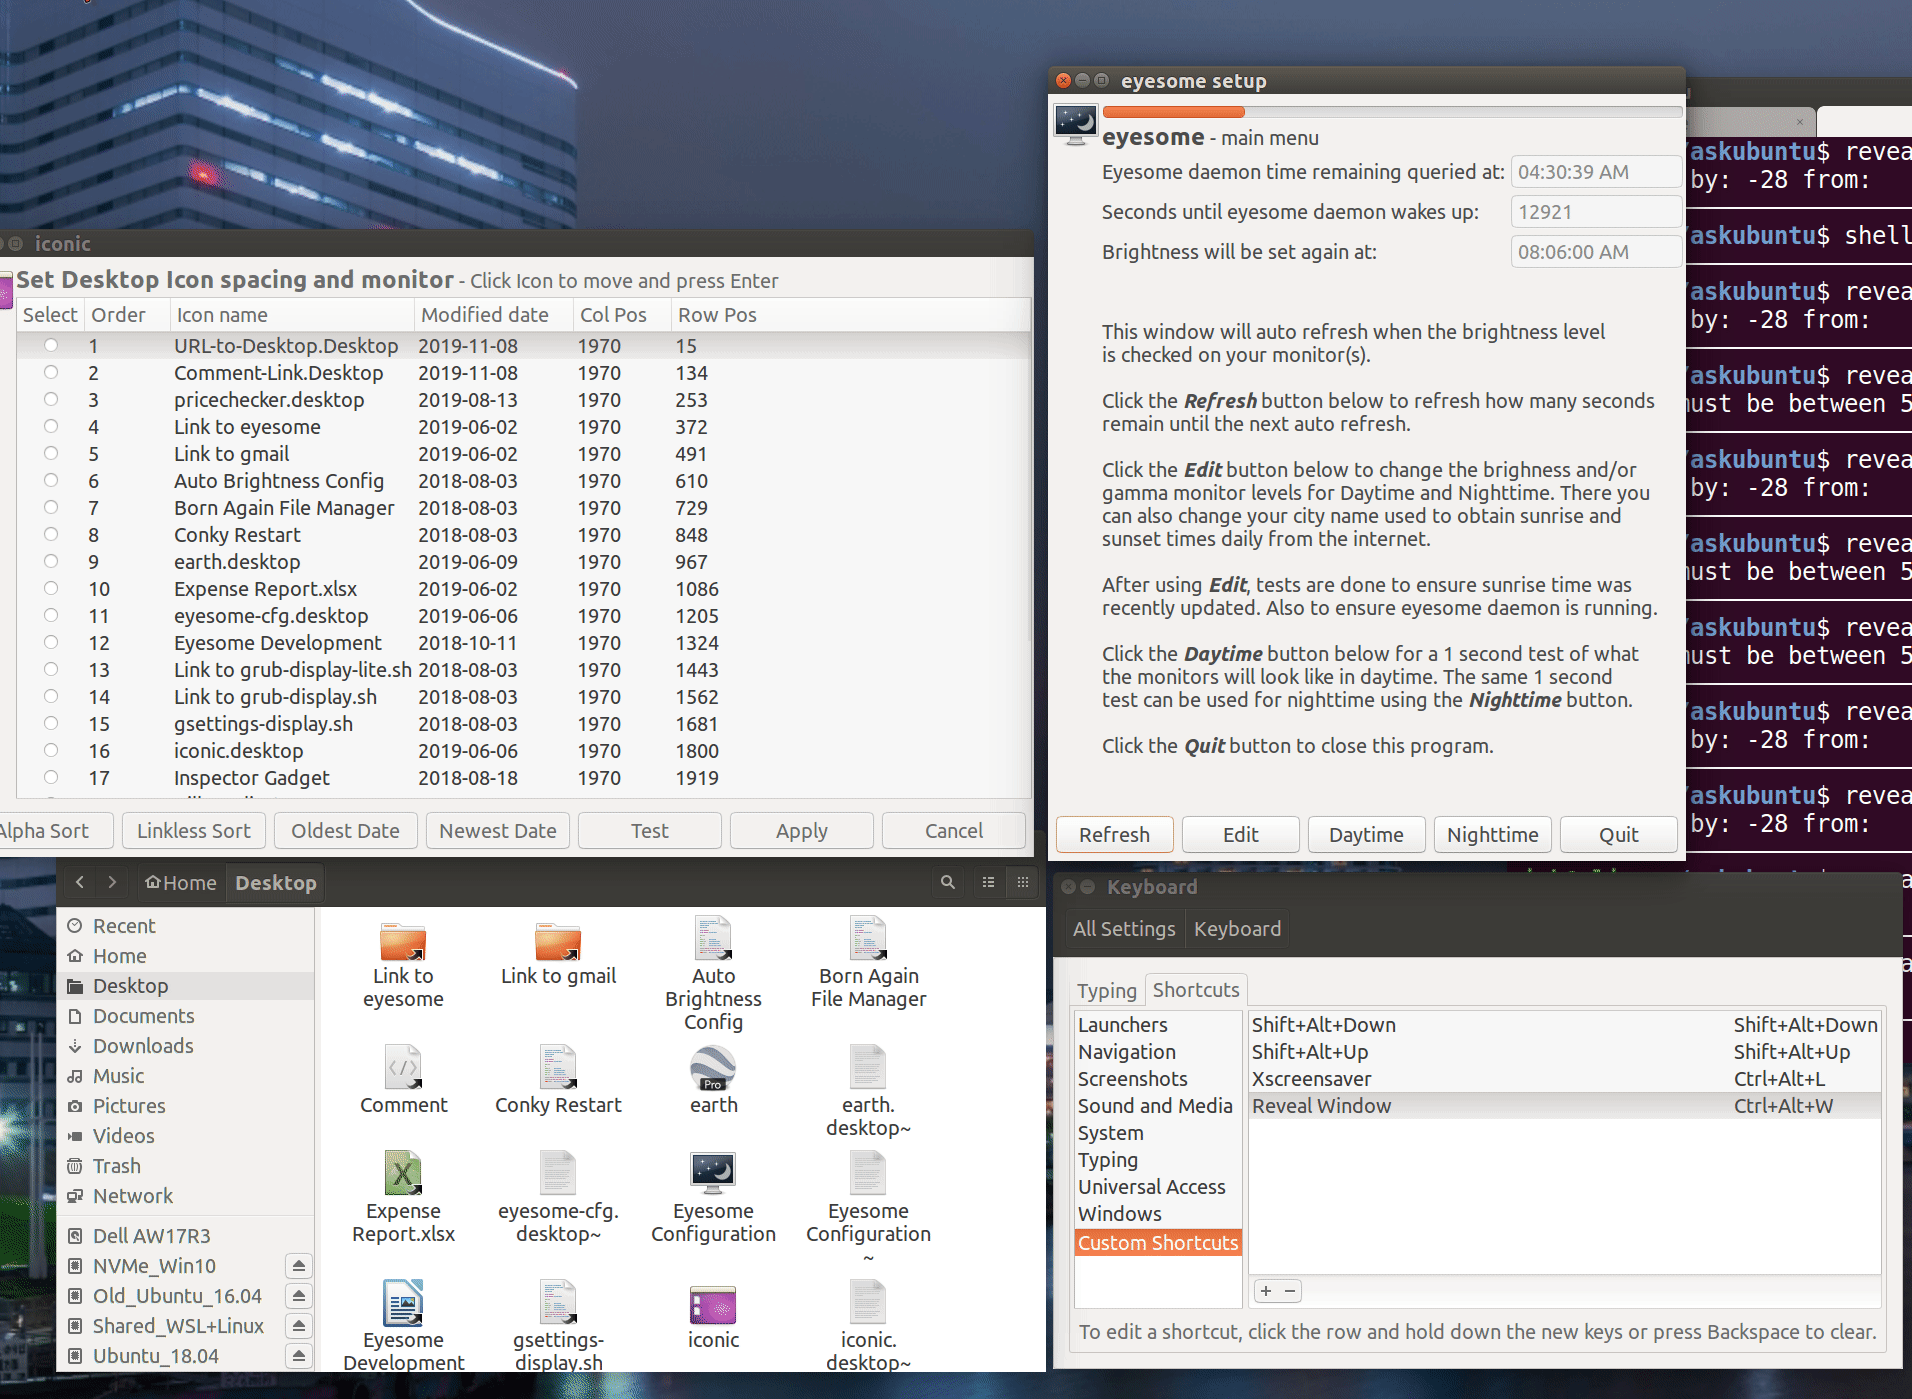 iconic
Set Desktop Icon spacing and monitor - Click Icon to move and press Enter
Select Order Icon name Modified date Col Pos Row Pos
1 URL-to-Desktop.Desktop 2019-11-08 1970 15
2 Comment-Link.Desktop 2019-11-08 1970 134
3 pricechecker.desktop 2019-08-13 1970 253
4 Link to eyesome 2019-06-02 1970 372
5 Link to gmail 2019-06-02 1970 491
6 Auto Brightness Config 2018-08-03 1970 610
7 Born Again File Manager 2018-08-03 1970 729
8 Conky Restart 2018-08-03 1970 848
9 earth.desktop 2019-06-09 1970 967
10 Expense Report.xlsx 2019-06-02 1970 1086
11 eyesome-cfg.desktop 2019-06-06 1970 1205
12 Eyesome Development 2018-10-11 1970 1324
13 Link to grub-display-lite.sh 2018-08-03 1970 1443
14 Link to grub-display.sh 2018-08-03 1970 1562
15 gsettings-display.sh 2018-08-03 1970 1681
16 iconic.desktop 2019-06-06 1970 1800
17 Inspector Gadget 2018-08-18 1970 1919
Alpha Sort Linkless Sort Oldest Date Newest Date Test Apply Cancel
eyesome setup
eyesome - main menu
Eyesome daemon time remaining queried at: 04:30:39 AM
Seconds until eyesome daemon wakes up: 12921
Brightness will be set again at: 08:06:00 AM
This window will auto refresh when the brightness level
is checked on your monitor(s).
Click the Refresh button below to refresh how many seconds
remain until the next auto refresh.
Click the Edit button below to change the brighness and/or
gamma monitor levels for Daytime and Nighttime. There you
can also change your city name used to obtain sunrise and
sunset times daily from the internet.
After using Edit, tests are done to ensure sunrise time was
recently updated. Also to ensure eyesome daemon is running.
Click the Daytime button below for a 1 second test of what
the monitors will look like in daytime. The same 1 second
test can be used for nighttime using the Nighttime button.
Click the Quit button to close this program.
Refresh Edit Daytime Nighttime Quit
/askubuntu$ revea
by: -28 from:
/askubuntu$ shell
/askubuntu$ revea
by: -28 from:
/askubuntu$ revea
must be between 5
/askubuntu$ revea
by: -28 from:
/askubuntu$ revea
must be between 5
/askubuntu$ revea
must be between 5
/askubuntu$ revea
by: -28 from:
/askubuntu$ revea
by: -28 from:
Home Desktop
Recent
Home
Desktop
Documents
Downloads
Music
Pictures
Videos
Trash
Network
Dell AW17R3
NVMe_Win10
Old_Ubuntu_16.04
Shared_WSL+Linux
Ubuntu_18.04
Link to
eyesome
Link to gmail
Auto
Brightness
Config
Born Again
File Manager
Comment
Conky Restart
Pro
earth
earth.
desktop~
Expense
Report.xlsx
eyesome-cfg.
desktop~
Eyesome
Configuration
Eyesome
Configuration
~
Eyesome
Development
gsettings-
display.sh
iconic
iconic.
desktop~
Keyboard
All Settings Keyboard
Typing Shortcuts
Launchers
Navigation
Screenshots
Sound and Media
System
Typing
Universal Access
Windows
Custom Shortcuts
Shift+Alt+Down Shift+Alt+Down
Shift+Alt+Up Shift+Alt+Up
Xscreensaver Ctrl+Alt+L
Reveal Window Ctrl+Alt+W
To edit a shortcut, click the row and hold down the new keys or press Backspace to clear.